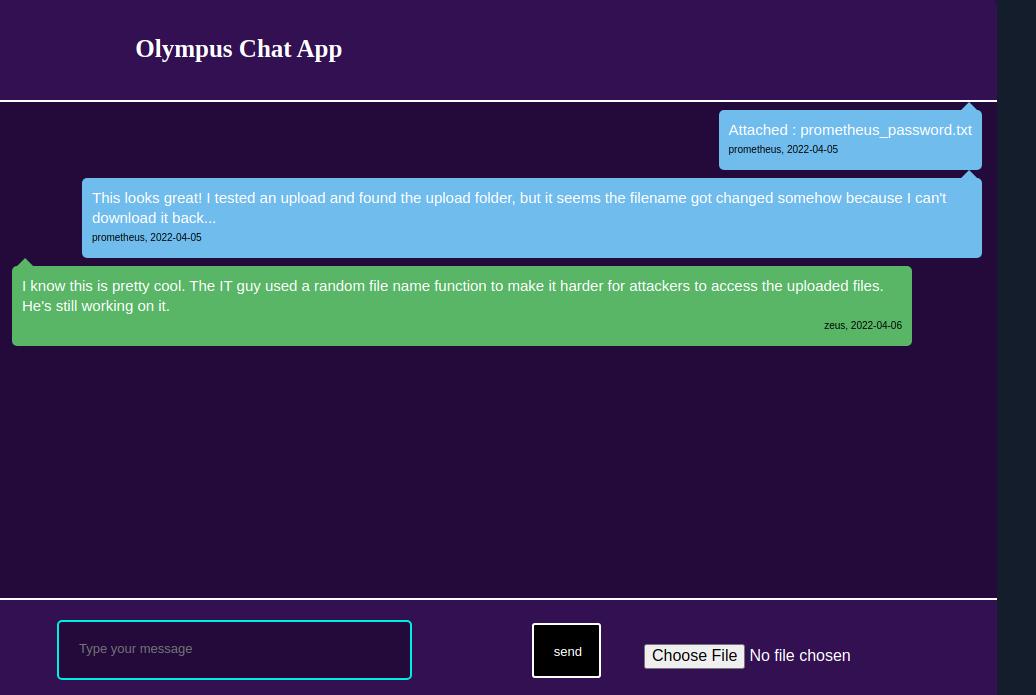 Olympus Chat App
Attached : prometheus_password.txt
prometheus, 2022-04-05
This looks great! I tested an upload and found the upload folder, but it seems the filename got changed somehow because I can't
download it back...
prometheus, 2022-04-05
I know this is pretty cool. The IT guy used a random file name function to make it harder for attackers to access the uploaded files.
He's still working on it.
zeus, 2022-04-06
Type your message
send
Choose File No file chosen